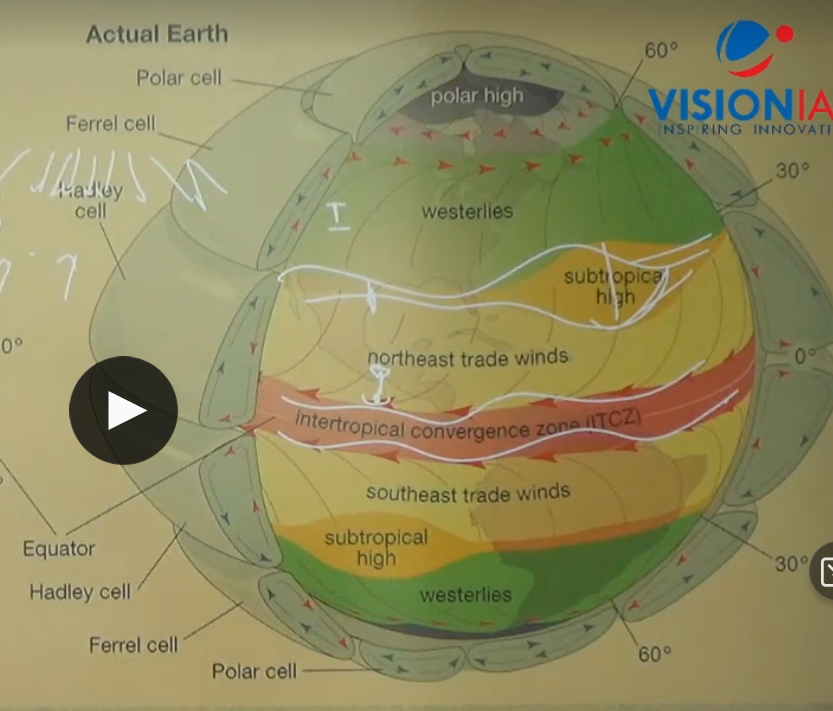 Actual Earth
60°
VISIONIA
INSPIRING INNOVATI
Polar cell
polar high
Ferrel cell
30°
Hadley
cell
westerlies
I
subtropical
high
0°
northeast trade winds
0°
intertropical convergence zone (ITCZ)
southeast trade winds
subtropical
high
Equator
30°
Hadley cell
westerlies
Ferrel cell
60°
Polar cell